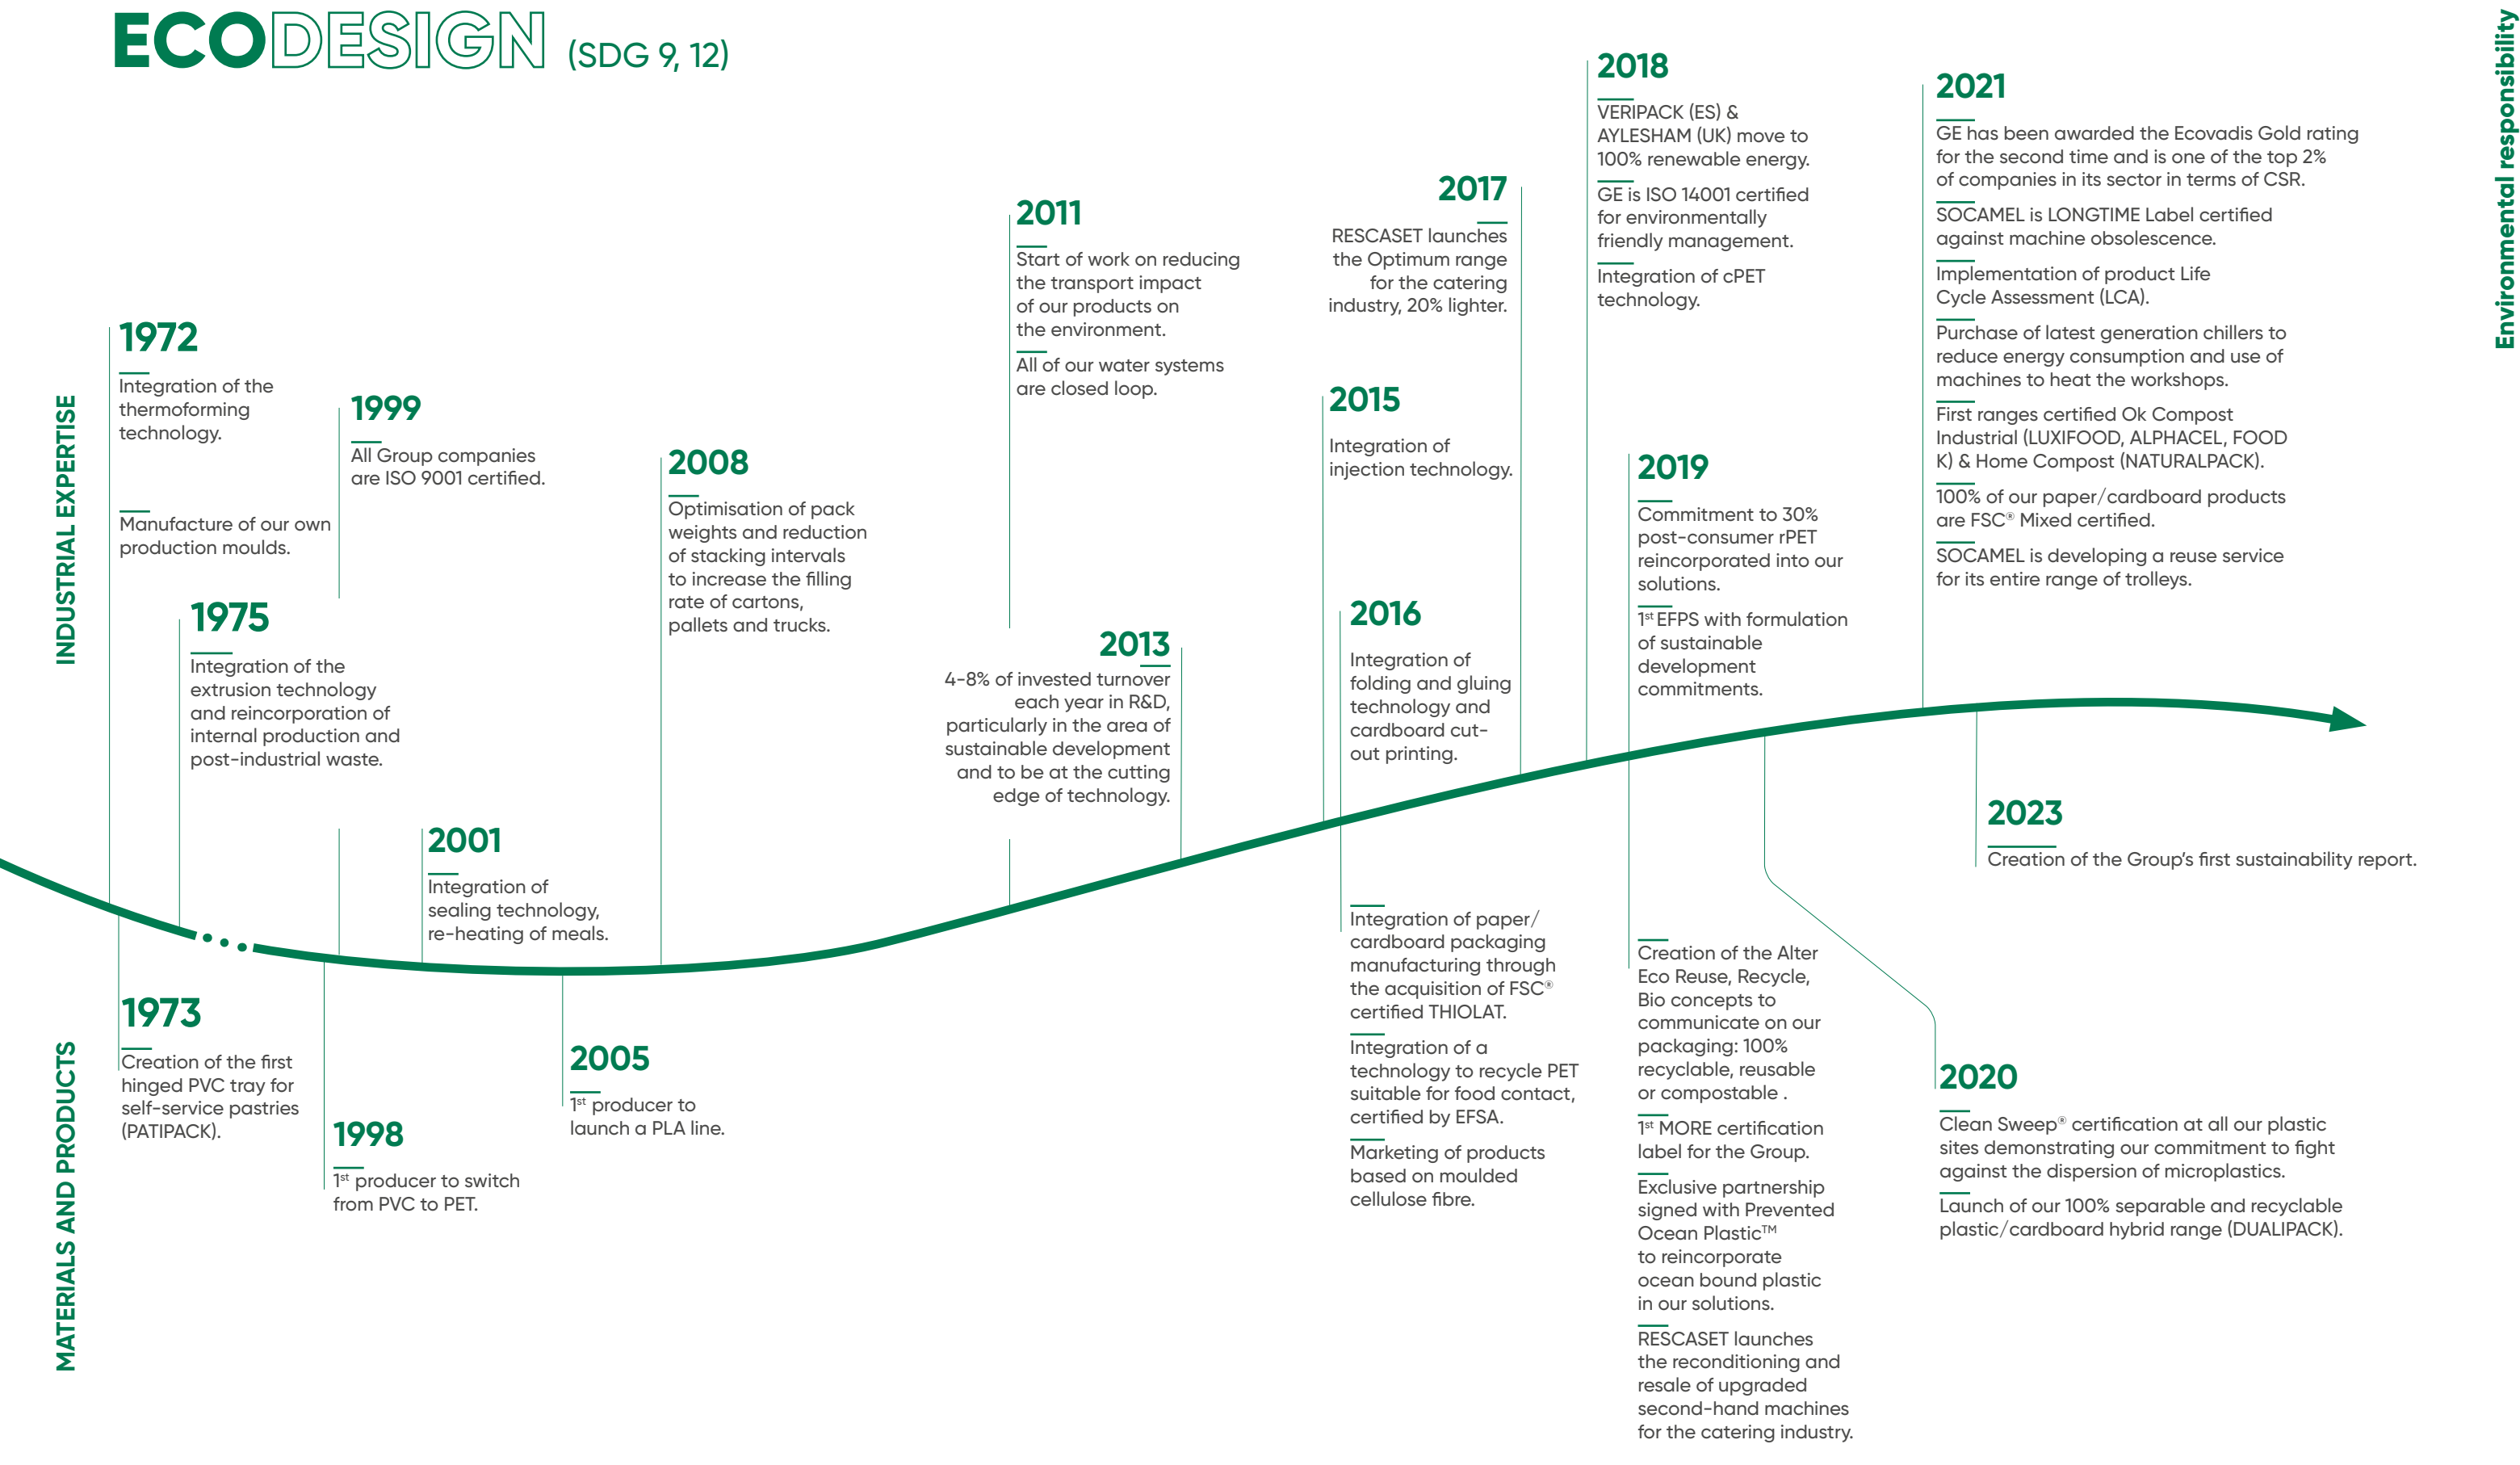 ECODESIGN (SDG 9, 12)
Environmental responsibility
INDUSTRIAL EXPERTISE
1972
Integration of the
thermoforming
technology.
Manufacture of our own
production moulds.
1975
Integration of the
extrusion technology
and reincorporation of
internal production and
post-industrial waste.
1999
All Group companies
are ISO 9001 certified.
2001
Integration of
sealing technology,
re-heating of meals.
2008
Optimisation of pack
weights and reduction
of stacking intervals
to increase the filling
rate of cartons,
pallets and trucks.
2011
Start of work on reducing
the transport impact
of our products on
the environment.
All of our water systems
are closed loop.
2013
4-8% of invested turnover
each year in R&D,
particularly in the area of
sustainable development
and to be at the cutting
edge of technology.
2015
Integration of
injection technology.
2016
Integration of
folding and gluing
technology and
cardboard cut-
out printing.
2017
RESCASET launches
the Optimum range
for the catering
industry, 20% lighter.
2018
VERIPACK (ES) &
AYLESHAM (UK) move to
100% renewable energy.
GE is ISO 14001 certified
for environmentally
friendly management.
Integration of cPET
technology.
2019
Commitment to 30%
post-consumer rPET
reincorporated into our
solutions.
1st EFPS with formulation
of sustainable
development
commitments.
2021
GE has been awarded the Ecovadis Gold rating
for the second time and is one of the top 2%
of companies in its sector in terms of CSR.
SOCAMEL is LONGTIME Label certified
against machine obsolescence.
Implementation of product Life
Cycle Assessment (LCA).
Purchase of latest generation chillers to
reduce energy consumption and use of
machines to heat the workshops.
First ranges certified Ok Compost
Industrial (LUXIFOOD, ALPHACEL, FOOD
K) & Home Compost (NATURALPACK).
100% of our paper/cardboard products
are FSC® Mixed certified.
SOCAMEL is developing a reuse service
for its entire range of trolleys.
2023
Creation of the Group's first sustainability report.
MATERIALS AND PRODUCTS
1973
Creation of the first
hinged PVC tray for
self-service pastries
(PATIPACK).
1998
1st producer to switch
from PVC to PET.
2005
1st producer to
launch a PLA line.
Integration of paper/
cardboard packaging
manufacturing through
the acquisition of FSC®
certified THIOLAT.
Integration of a
technology to recycle PET
suitable for food contact,
certified by EFSA.
Marketing of products
based on moulded
cellulose fibre.
Creation of the Alter
Eco Reuse, Recycle,
Bio concepts to
communicate on our
packaging: 100%
recyclable, reusable
or compostable .
1st MORE certification
label for the Group.
Exclusive partnership
signed with Prevented
Ocean Plastic™
to reincorporate
ocean bound plastic
in our solutions.
RESCASET launches
the reconditioning and
resale of upgraded
second-hand machines
for the catering industry.
2020
Clean Sweep® certification at all our plastic
sites demonstrating our commitment to fight
against the dispersion of microplastics.
Launch of our 100% separable and recyclable
plastic/cardboard hybrid range (DUALIPACK).